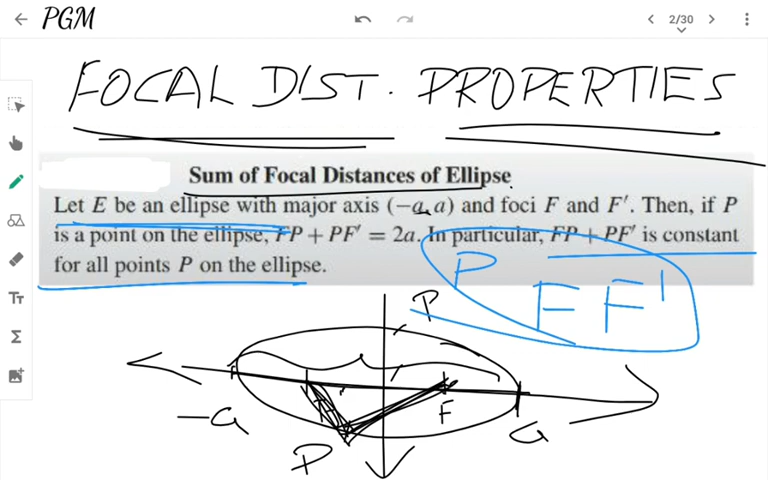 PGM
2/30
FOCAL DIST. PROPERTIES
Sum of Focal Distances of Ellipse
Let E be an ellipse with major axis (−a, a) and foci F and F′. Then, if P
is a point on the ellipse, FP + PF′ = 2a. In particular, FP + PF′ is constant
for all points P on the ellipse.
P
F F'
P
-a
F
a
P
Tт
Σ